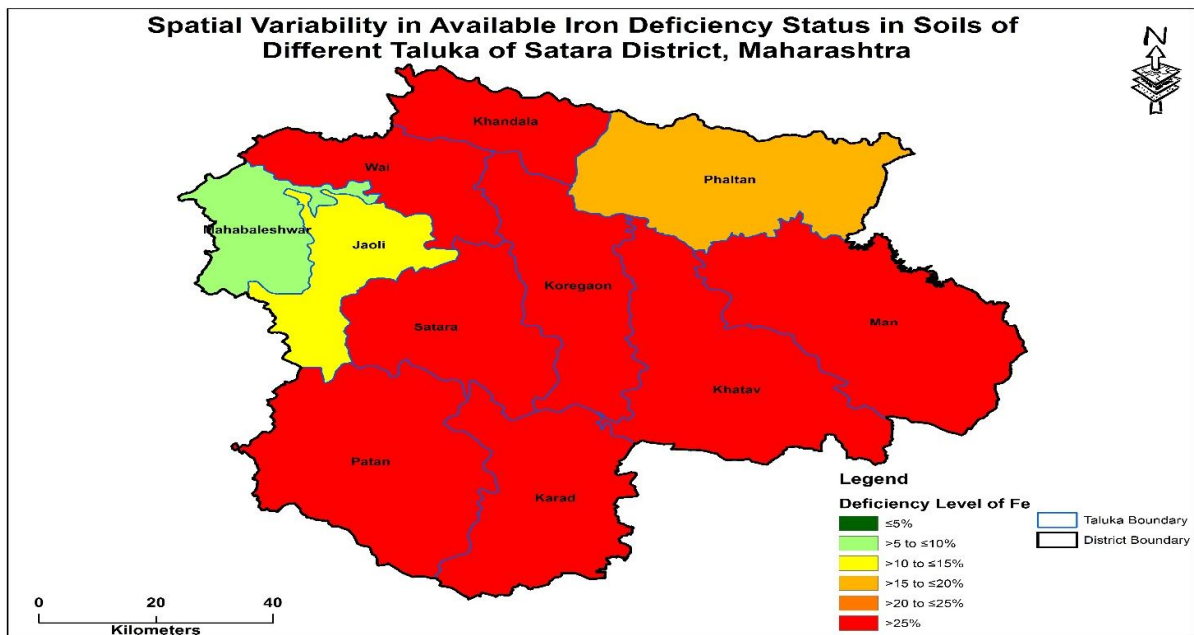 Spatial Variability in Available Iron Deficiency Status in Soils of
Different Taluka of Satara District, Maharashtra
N
Khandala
Wai
Phaltan
Mahabaleshwar
Jaoli
Koregaon
Satara
Man
Khatav
Patan
Karad
Legend
Deficiency Level of Fe
≤5%
>5 to ≤10%
>10 to ≤15%
>15 to ≤20%
>20 to ≤25%
>25%
Taluka Boundary
District Boundary
0 20 40
Kilometers